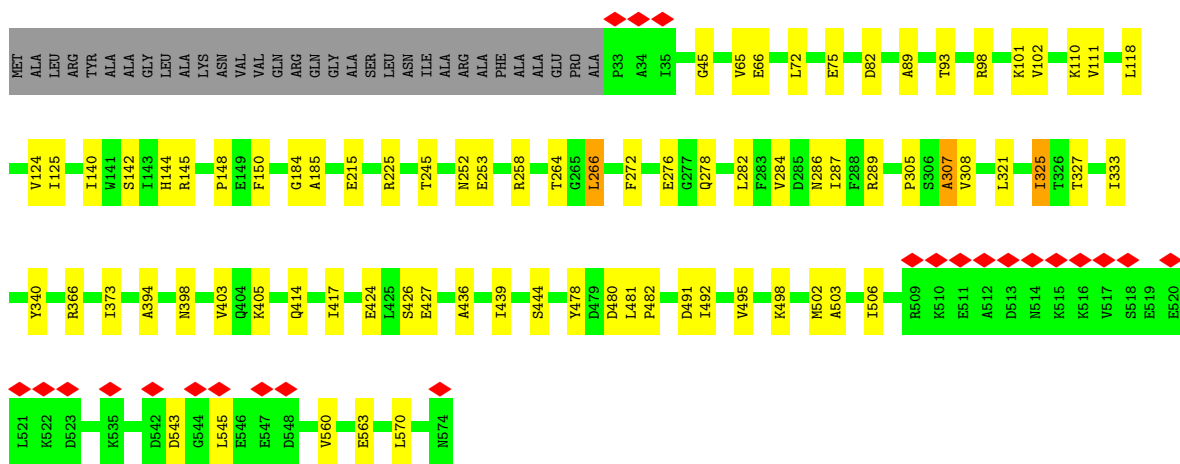 MET ALA LEU ARG TYR ALA ALA GLY LEU ALA LYS ASN VAL VAL GLN ARG GLN GLY ALA SER LEU ASN ILE ALA ARG ALA PHE ALA ALA GLU PRO ALA P33 A34 I35 G45 V65 E66 L72 E75 D82 A89 T93 R98 K101 V102 K110 V111 L118
V124 I125 I140 W141 S142 I143 H144 R145 P148 E149 F150 G184 A185 E215 R225 T245 N252 E253 R258 T264 G265 L266 F272 E276 G277 Q278 L282 F283 V284 D285 N286 I287 F288 R289 P305 S306 A307 V308 L321 I325 T326 T327 I333
Y340 R366 I373 A394 N398 V403 Q404 K405 Q414 I417 E424 L425 S426 E427 A436 I439 S444 Y478 D479 D480 L481 P482 D491 I492 V495 K498 M502 A503 I506 R509 K510 E511 A512 D513 N514 K515 K516 V517 S518 E519 E520
L521 K522 D523 K535 D542 D543 G544 L545 E546 E547 D548 V560 E563 L570 N574